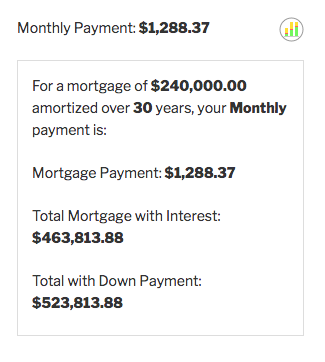 Monthly Payment: $1,288.37
For a mortgage of $240,000.00
amortized over 30 years, your Monthly
payment is:
Mortgage Payment: $1,288.37
Total Mortgage with Interest:
$463,813.88
Total with Down Payment:
$523,813.88